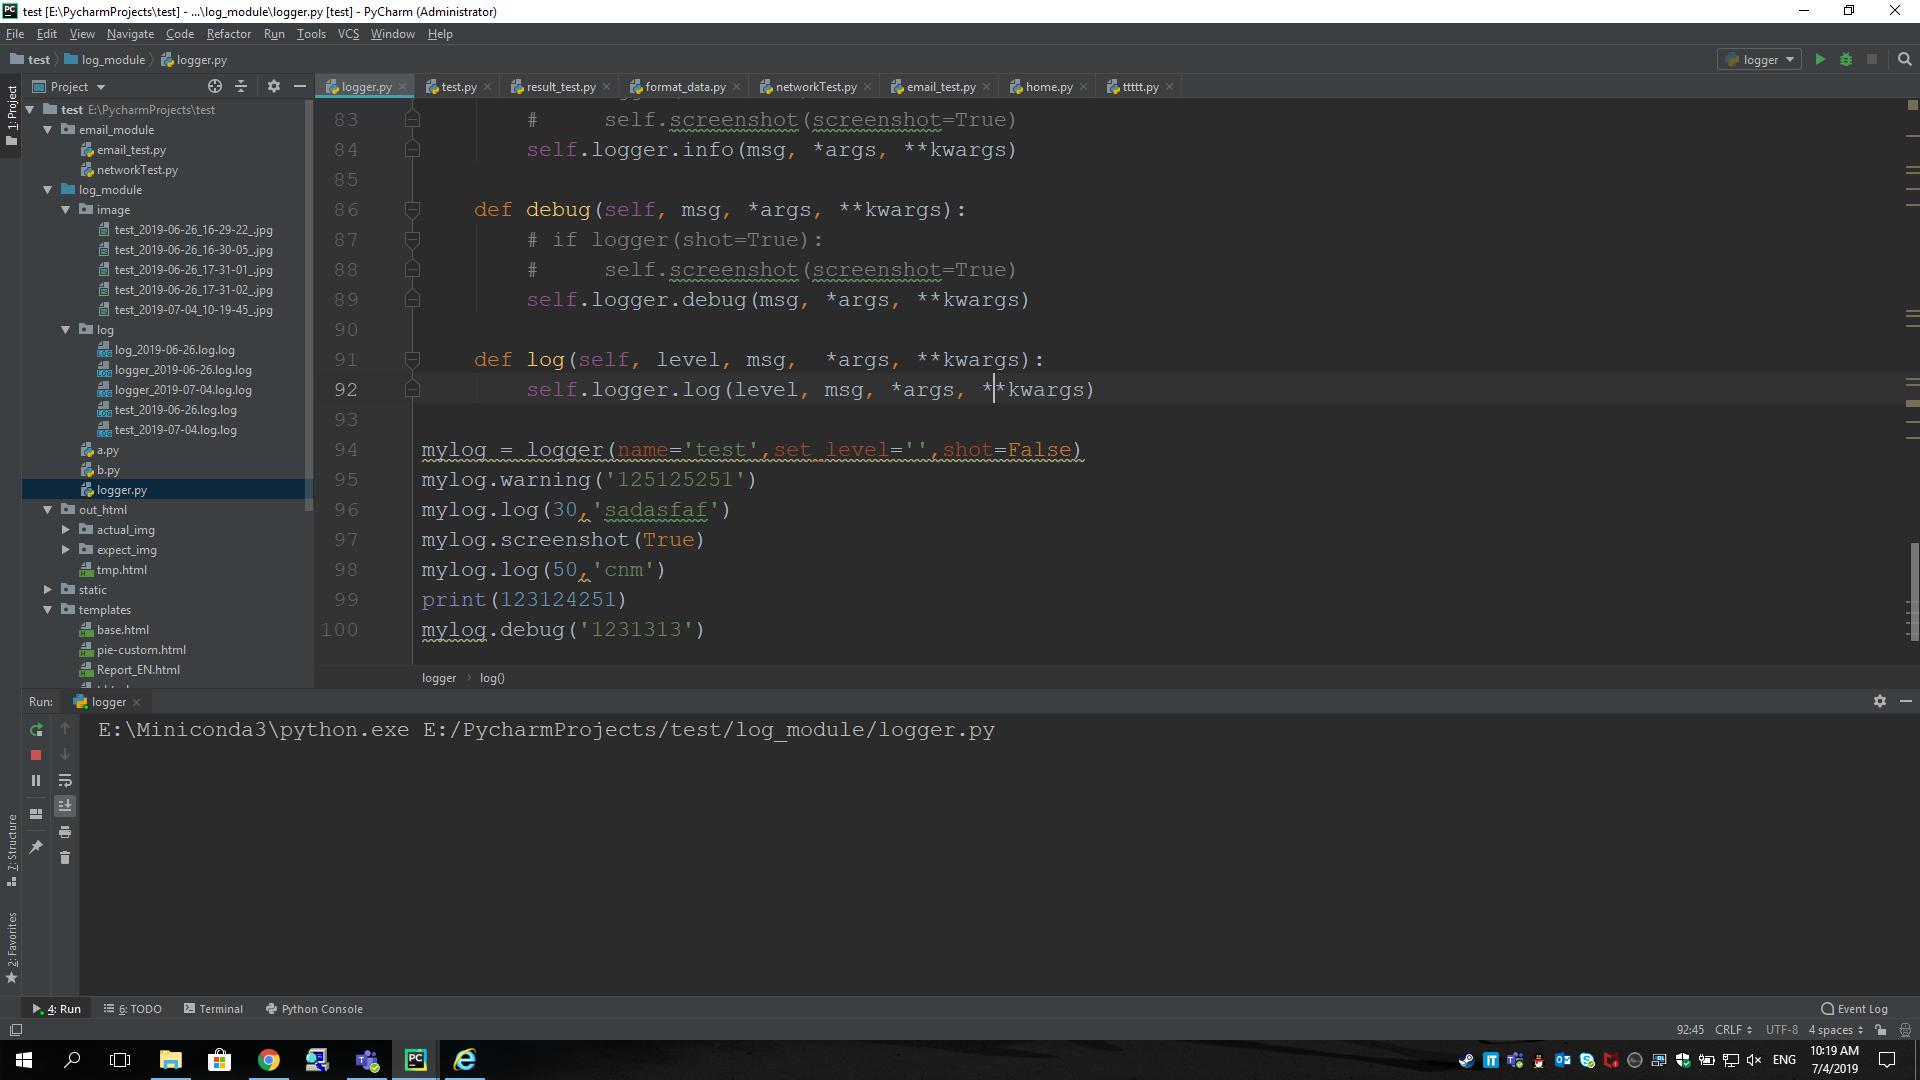 test [E:\PycharmProjects\test] - ...\log_module\logger.py [test] - PyCharm (Administrator)
File Edit View Navigate Code Refactor Run Tools VCS Window Help
test log_module logger.py
logger
Project
logger.py test.py result_test.py format_data.py networkTest.py email_test.py home.py ttttt.py
1: Project
test E:\PycharmProjects\test
email_module
email_test.py
networkTest.py
log_module
image
test_2019-06-26_16-29-22_.jpg
test_2019-06-26_16-30-05_.jpg
test_2019-06-26_17-31-01_.jpg
test_2019-06-26_17-31-02_.jpg
test_2019-07-04_10-19-45_.jpg
log
log_2019-06-26.log.log
logger_2019-06-26.log.log
logger_2019-07-04.log.log
test_2019-06-26.log.log
test_2019-07-04.log.log
a.py
b.py
logger.py
out_html
actual_img
expect_img
tmp.html
static
templates
base.html
pie-custom.html
Report_EN.html
83 # self.screenshot(screenshot=True)
84 self.logger.info(msg, *args, **kwargs)
85
86 def debug(self, msg, *args, **kwargs):
87 # if logger(shot=True):
88 # self.screenshot(screenshot=True)
89 self.logger.debug(msg, *args, **kwargs)
90
91 def log(self, level, msg, *args, **kwargs):
92 self.logger.log(level, msg, *args, **kwargs)
93
94 mylog = logger(name='test',set_level='',shot=False)
95 mylog.warning('125125251')
96 mylog.log(30,'sadasfaf')
97 mylog.screenshot(True)
98 mylog.log(50,'cnm')
99 print(123124251)
100 mylog.debug('1231313')
logger log()
Run: logger
E:\Miniconda3\python.exe E:/PycharmProjects/test/log_module/logger.py
7: Structure
2: Favorites
4: Run 6: TODO Terminal Python Console Event Log
92:45 CRLF UTF-8 4 spaces
ENG
10:19 AM
7/4/2019